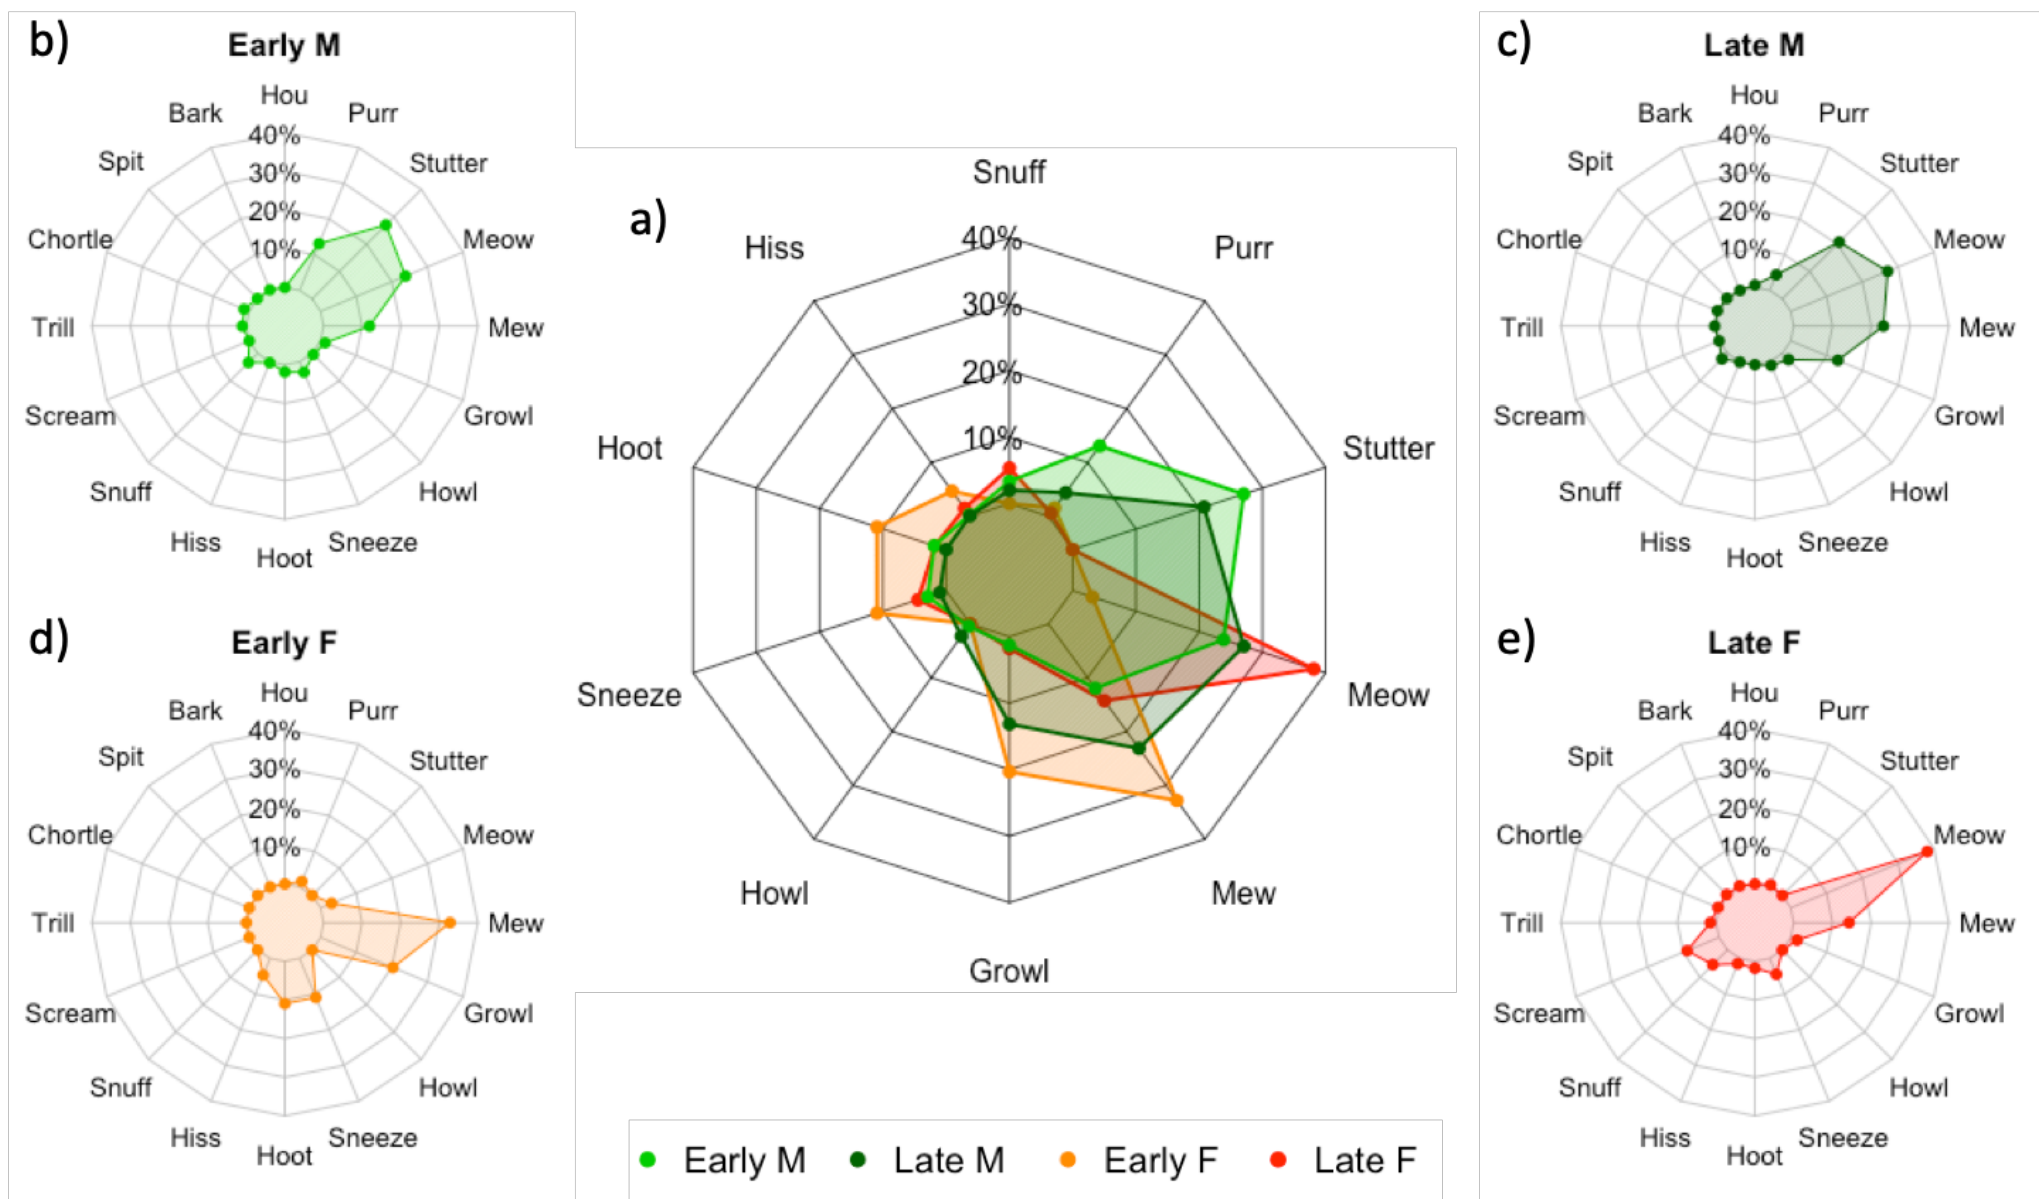 b)
Early M
Hou
Bark
Purr
40%
Spit
Stutter
30%
20%
Chortle
Meow
10%
Trill
Mew
Scream
Growl
Snuff
Howl
Hiss
Sneeze
Hoot
a)
Snuff
Hiss
Purr
40%
30%
20%
Hoot
Stutter
10%
Sneeze
Meow
Howl
Mew
Growl
c)
Late M
Hou
Bark
Purr
40%
Spit
Stutter
30%
20%
Chortle
Meow
10%
Trill
Mew
Scream
Growl
Snuff
Howl
Hiss
Sneeze
Hoot
d)
Early F
Hou
Bark
Purr
40%
Spit
Stutter
30%
20%
Chortle
Meow
10%
Trill
Mew
Scream
Growl
Snuff
Howl
Hiss
Sneeze
Hoot
e)
Late F
Hou
Bark
Purr
40%
Spit
Stutter
30%
20%
Chortle
Meow
10%
Trill
Mew
Scream
Growl
Snuff
Howl
Hiss
Sneeze
Hoot
Early M Late M Early F Late F